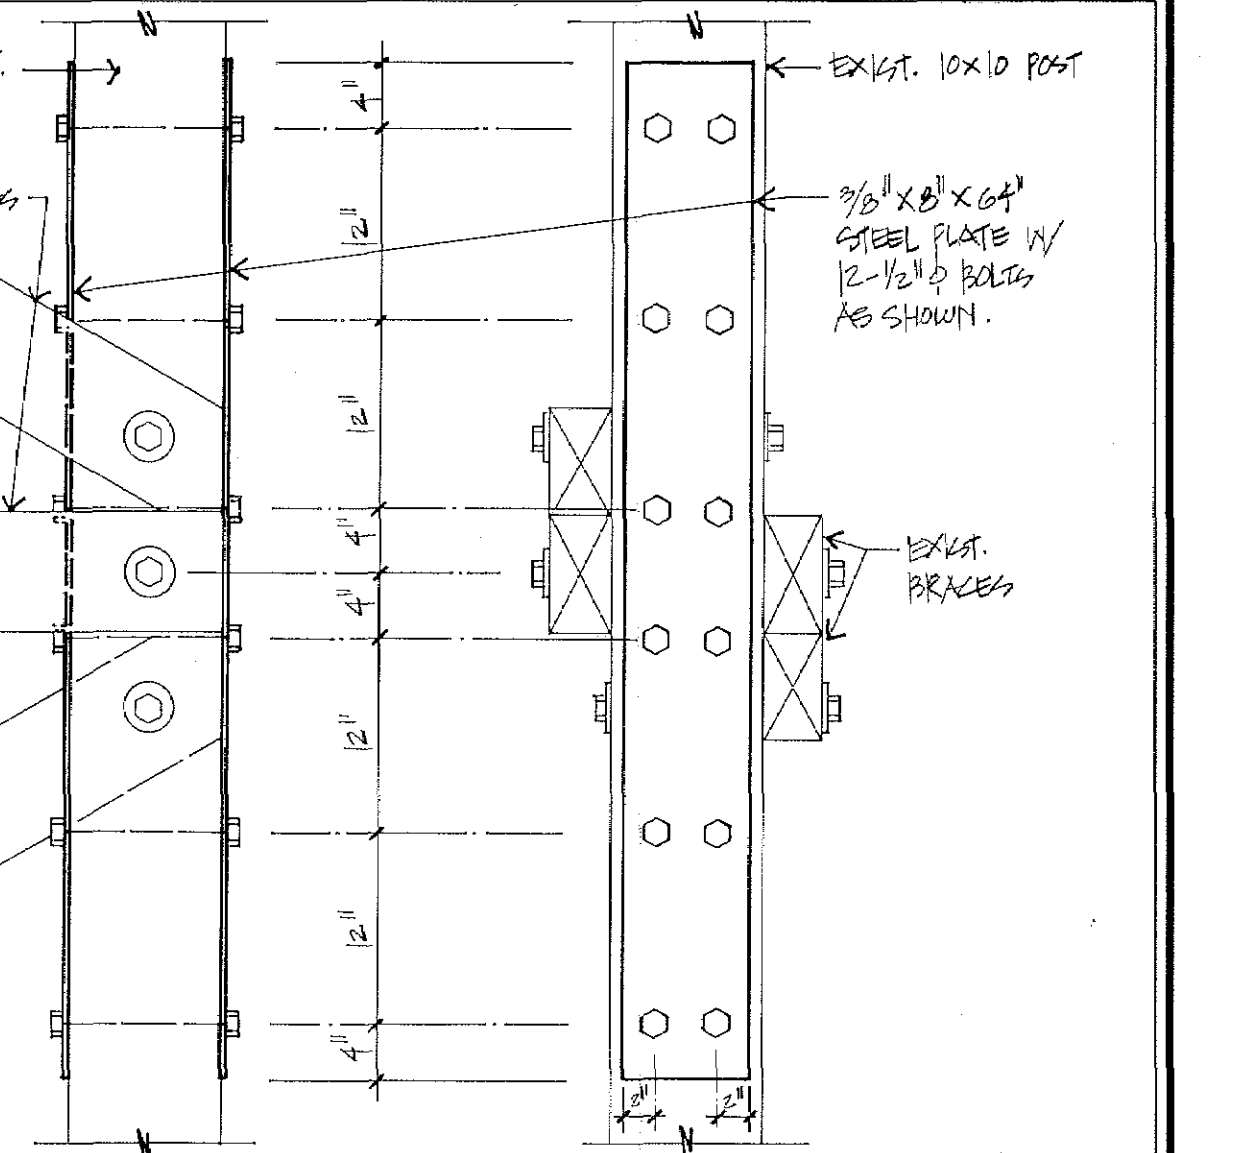 EXIST. 10X10 POST
3/8" X 8" X 64"
STEEL PLATE W/
12-1/2" φ BOLTS
AS SHOWN.
EXIST.
BRACES
4"
12"
12"
4"
4"
12"
12"
4"
2"
2"